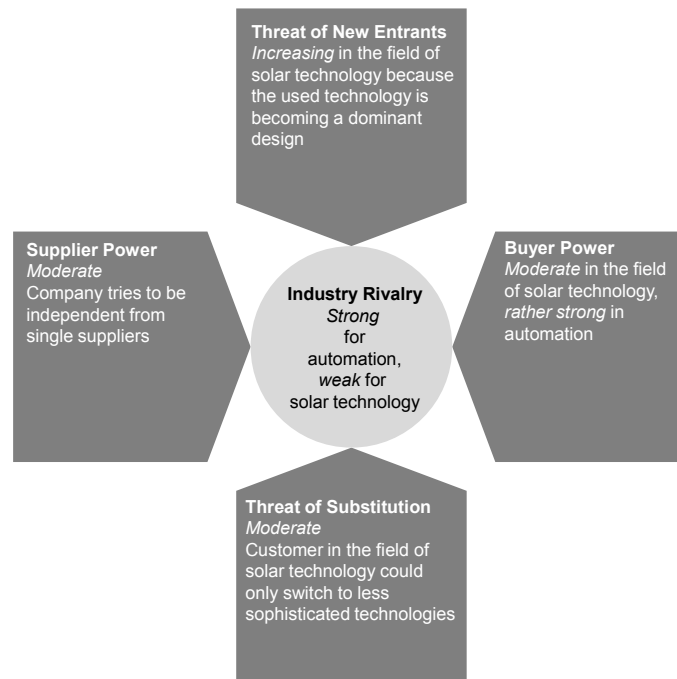 Threat of New Entrants
Increasing in the field of
solar technology because
the used technology is
becoming a dominant
design
Supplier Power
Moderate
Company tries to be
independent from
single suppliers
Industry Rivalry
Strong
for
automation,
weak for
solar technology
Buyer Power
Moderate in the field
of solar technology,
rather strong in
automation
Threat of Substitution
Moderate
Customer in the field of
solar technology could
only switch to less
sophisticated technologies